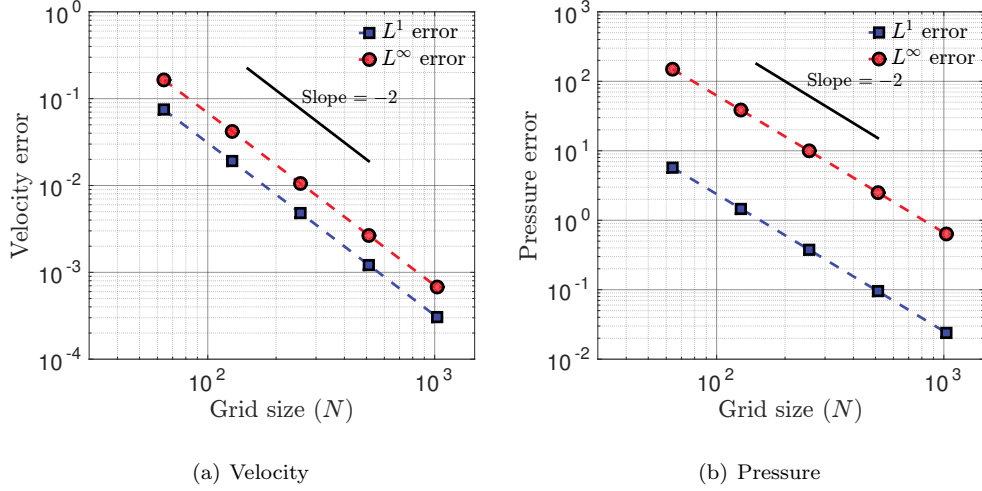 10^0
10^-1
10^-2
10^-3
10^-4
10^2
10^3
Velocity error
Grid size (N)
L^1 error
L^∞ error
Slope = −2
(a) Velocity
10^3
10^2
10^1
10^0
10^-1
10^-2
10^2
10^3
Pressure error
Grid size (N)
L^1 error
L^∞ error
Slope = −2
(b) Pressure